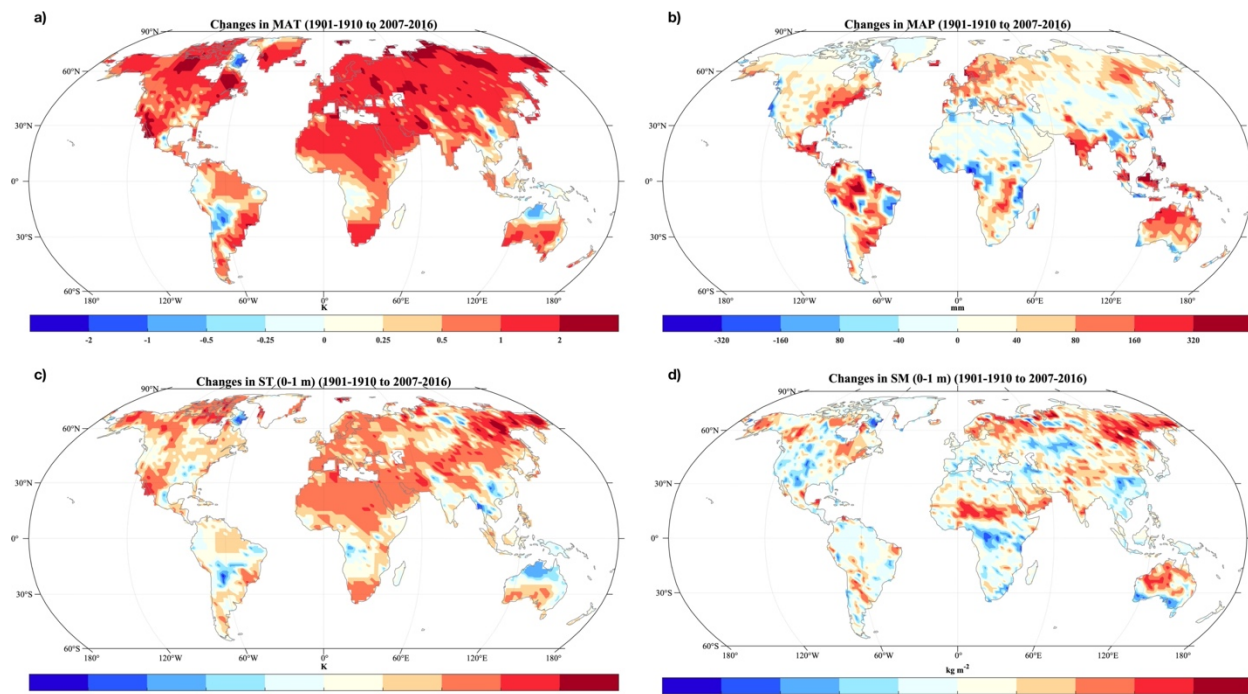 a)
Changes in MAT (1901-1910 to 2007-2016)
90°N
60°N
30°N
0°
30°S
60°S
180° 120°W 60°W 0° 60°E 120°E 180°
K
-2 -1 -0.5 -0.25 0 0.25 0.5 1 2
b)
Changes in MAP (1901-1910 to 2007-2016)
90°N
60°N
30°N
0°
30°S
60°S
180° 120°W 60°W 0° 60°E 120°E 180°
mm
-320 -160 -80 -40 0 40 80 160 320
c)
Changes in ST (0-1 m) (1901-1910 to 2007-2016)
90°N
60°N
30°N
0°
30°S
60°S
180° 120°W 60°W 0° 60°E 120°E 180°
K
d)
Changes in SM (0-1 m) (1901-1910 to 2007-2016)
90°N
60°N
30°N
0°
30°S
60°S
180° 120°W 60°W 0° 60°E 120°E 180°
kg m-2